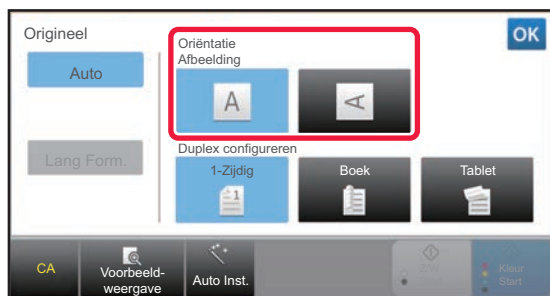 Origineel
OK
Oriëntatie
Afbeelding
Auto
A
A
Lang Form.
Duplex configureren
1-Zijdig
Boek
Tablet
1
CA
Voorbeeld-
weergave
Auto Inst.
Z/W
Start
Kleur
Start